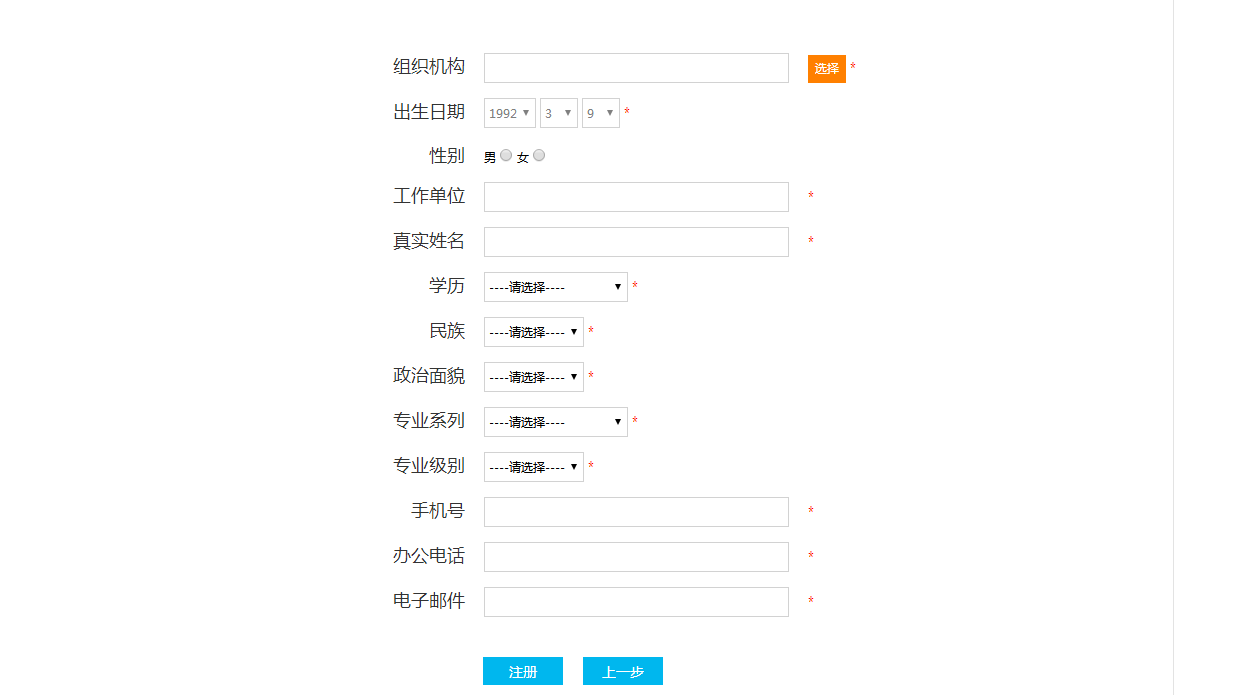 组织机构 选择 *
出生日期 1992 3 9 *
性别 男 女
工作单位 *
真实姓名 *
学历 ----请选择---- *
民族 ----请选择---- *
政治面貌 ----请选择---- *
专业系列 ----请选择---- *
专业级别 ----请选择---- *
手机号 *
办公电话 *
电子邮件 *
注册 上一步